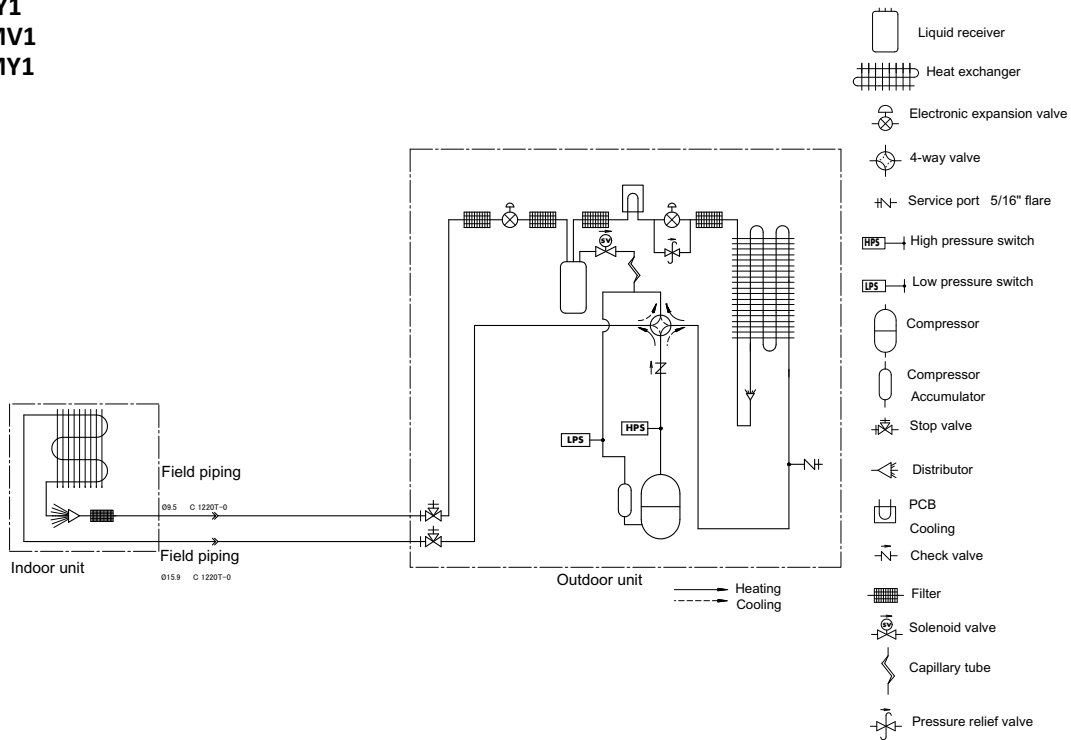 Y1
MV1
MY1
Liquid receiver
Heat exchanger
Electronic expansion valve
4-way valve
Service port 5/16" flare
HPS High pressure switch
LPS Low pressure switch
Compressor
Compressor
Accumulator
Stop valve
Distributor
PCB
Cooling
Check valve
Filter
SV Solenoid valve
Capillary tube
Pressure relief valve
SV
LPS
HPS
Field piping
Ø9.5 C 1220T-0
Field piping
Ø15.9 C 1220T-0
Indoor unit
Outdoor unit
Heating
Cooling